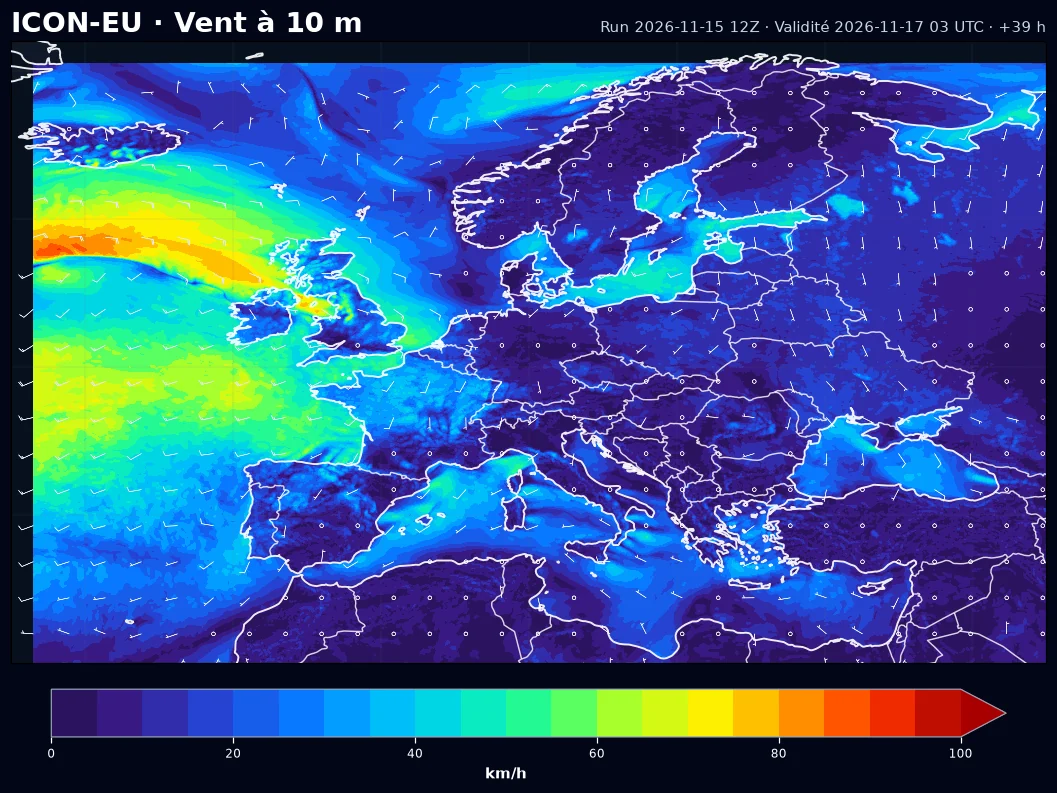 ICON-EU · Vent à 10 m
Run 2026-11-15 12Z · Validité 2026-11-17 03 UTC · +39 h
0 20 40 60 80 100
km/h